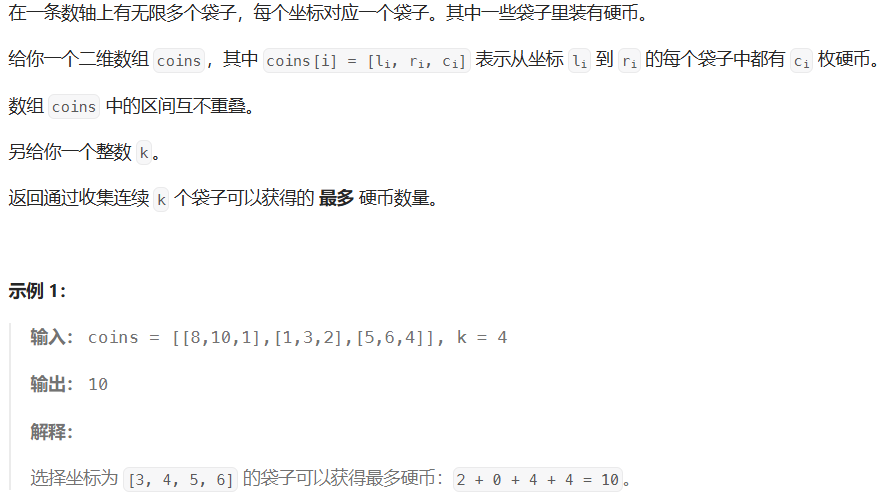 在一条数轴上有无限多个袋子，每个坐标对应一个袋子。其中一些袋子里装有硬币。
给你一个二维数组 coins，其中 coins[i] = [lᵢ, rᵢ, cᵢ] 表示从坐标 lᵢ 到 rᵢ 的每个袋子中都有 cᵢ 枚硬币。
数组 coins 中的区间互不重叠。
另给你一个整数 k。
返回通过收集连续 k 个袋子可以获得的 最多 硬币数量。
示例 1：
输入： coins = [[8,10,1],[1,3,2],[5,6,4]], k = 4
输出： 10
解释：
选择坐标为 [3, 4, 5, 6] 的袋子可以获得最多硬币：2 + 0 + 4 + 4 = 10。